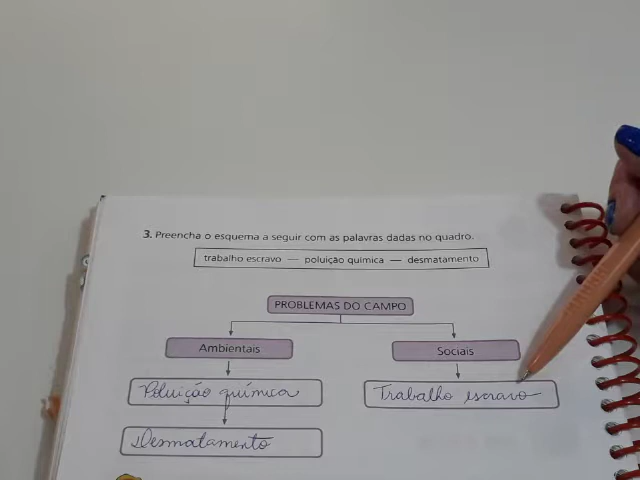 3. Preencha o esquema a seguir com as palavras dadas no quadro.
trabalho escravo — poluição química — desmatamento
PROBLEMAS DO CAMPO
Ambientais
Sociais
Poluição química
Trabalho escravo
Desmatamento